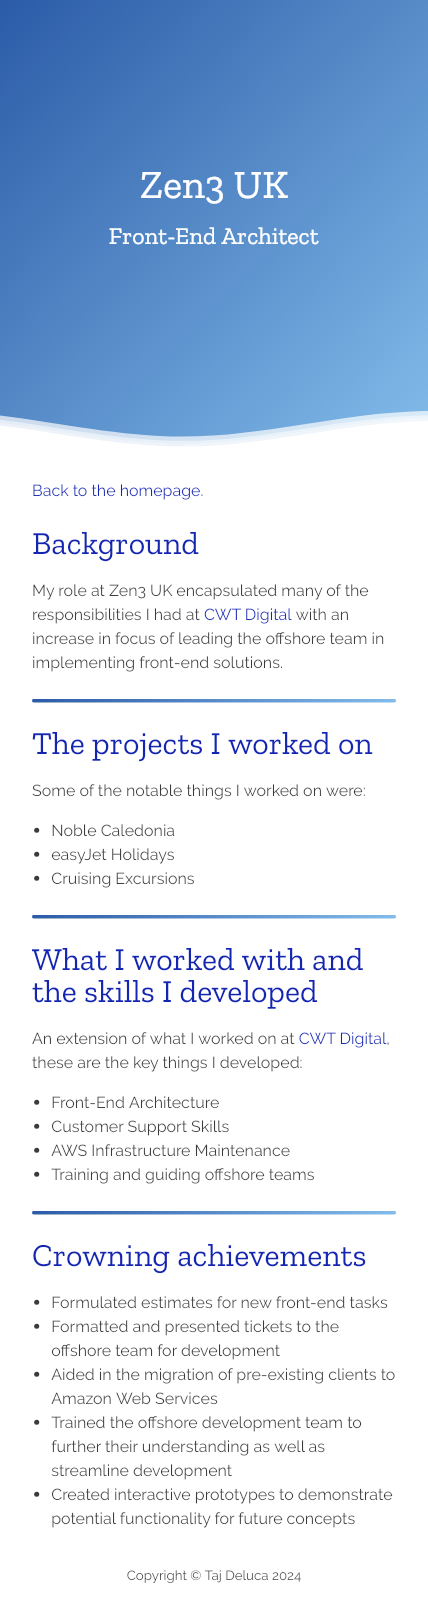 Zen3 UK
Front-End Architect
Back to the homepage.
Background
My role at Zen3 UK encapsulated many of the
responsibilities I had at CWT Digital with an
increase in focus of leading the offshore team in
implementing front-end solutions.
The projects I worked on
Some of the notable things I worked on were:
• Noble Caledonia
• easyJet Holidays
• Cruising Excursions
What I worked with and
the skills I developed
An extension of what I worked on at CWT Digital,
these are the key things I developed:
• Front-End Architecture
• Customer Support Skills
• AWS Infrastructure Maintenance
• Training and guiding offshore teams
Crowning achievements
• Formulated estimates for new front-end tasks
• Formatted and presented tickets to the
offshore team for development
• Aided in the migration of pre-existing clients to
Amazon Web Services
• Trained the offshore development team to
further their understanding as well as
streamline development
• Created interactive prototypes to demonstrate
potential functionality for future concepts
Copyright © Taj Deluca 2024